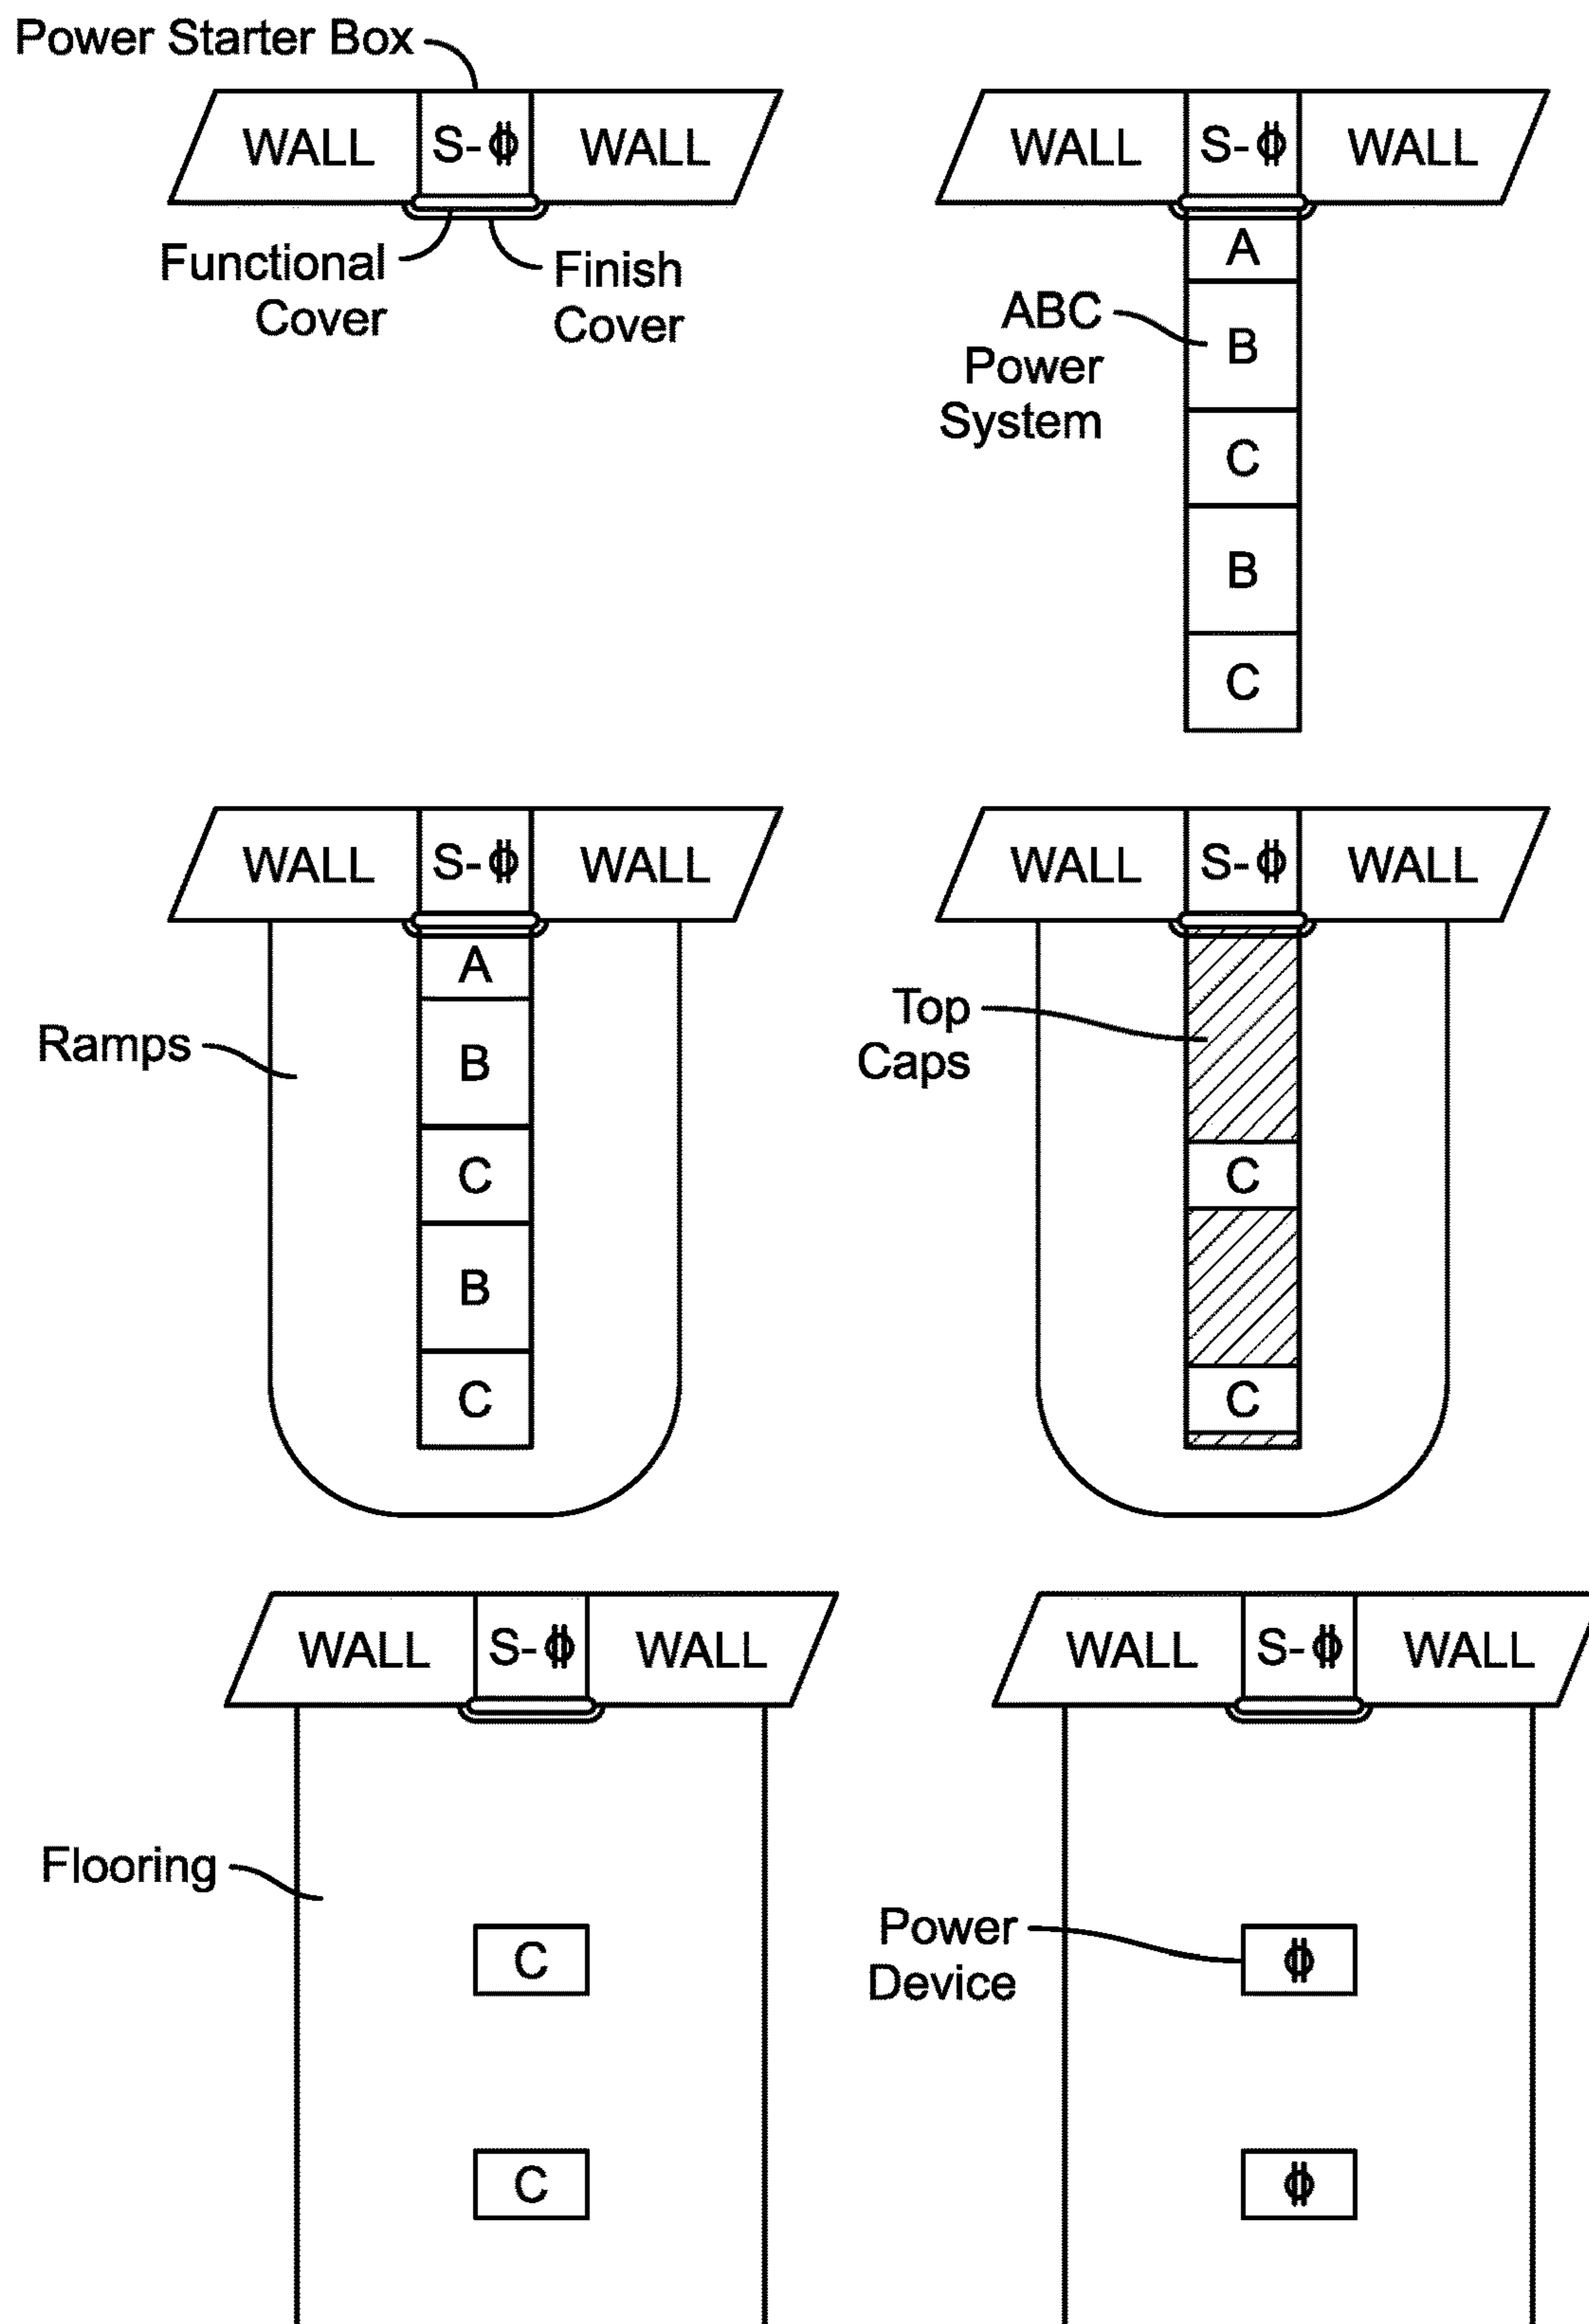 Power Starter Box
WALL S-⏀ WALL
Functional
Cover
Finish
Cover
WALL S-⏀ WALL
A
ABC
Power
System
B
C
B
C
WALL S-⏀ WALL
A
Ramps
B
C
B
C
WALL S-⏀ WALL
Top
Caps
C
C
WALL S-⏀ WALL
Flooring
C
C
WALL S-⏀ WALL
Power
Device
⏀
⏀